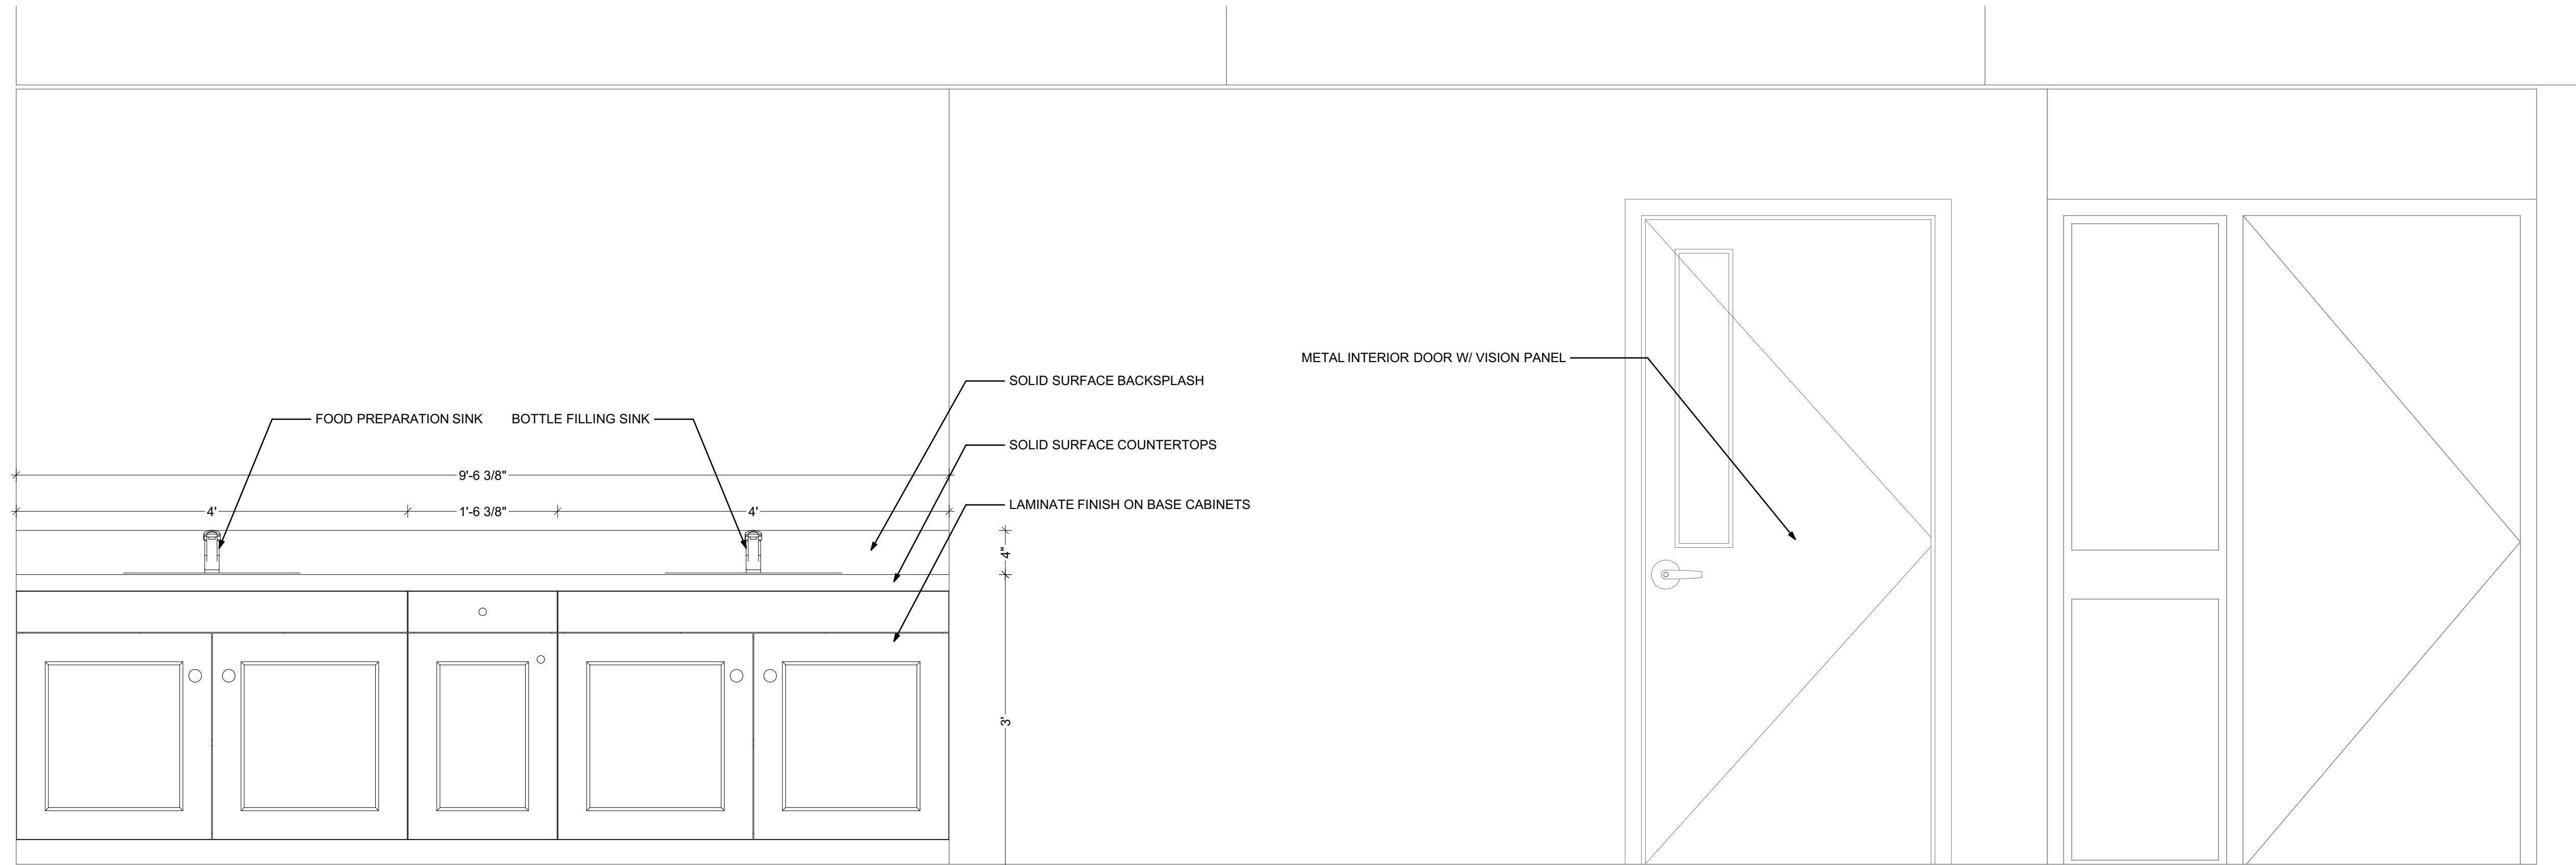 METAL INTERIOR DOOR W/ VISION PANEL
SOLID SURFACE BACKSPLASH
FOOD PREPARATION SINK
BOTTLE FILLING SINK
SOLID SURFACE COUNTERTOPS
9'-6 3/8"
LAMINATE FINISH ON BASE CABINETS
4'
1'-6 3/8"
4'
4"
3'